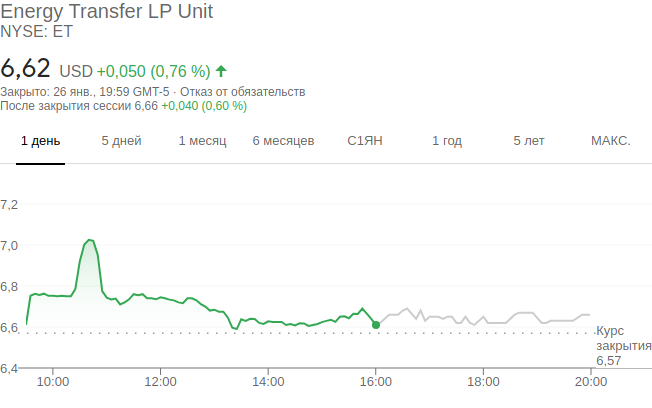 Energy Transfer LP Unit
NYSE: ET
6,62 USD +0,050 (0,76 %)
Закрыто: 26 янв., 19:59 GMT-5 · Отказ от обязательств
После закрытия сессии 6,66 +0,040 (0,60 %)
1 день 5 дней 1 месяц 6 месяцев С1ЯН 1 год 5 лет МАКС.
7,2
7,0
6,8
6,6
6,4
Курс
закрытия
6,57
10:00 12:00 14:00 16:00 18:00 20:00